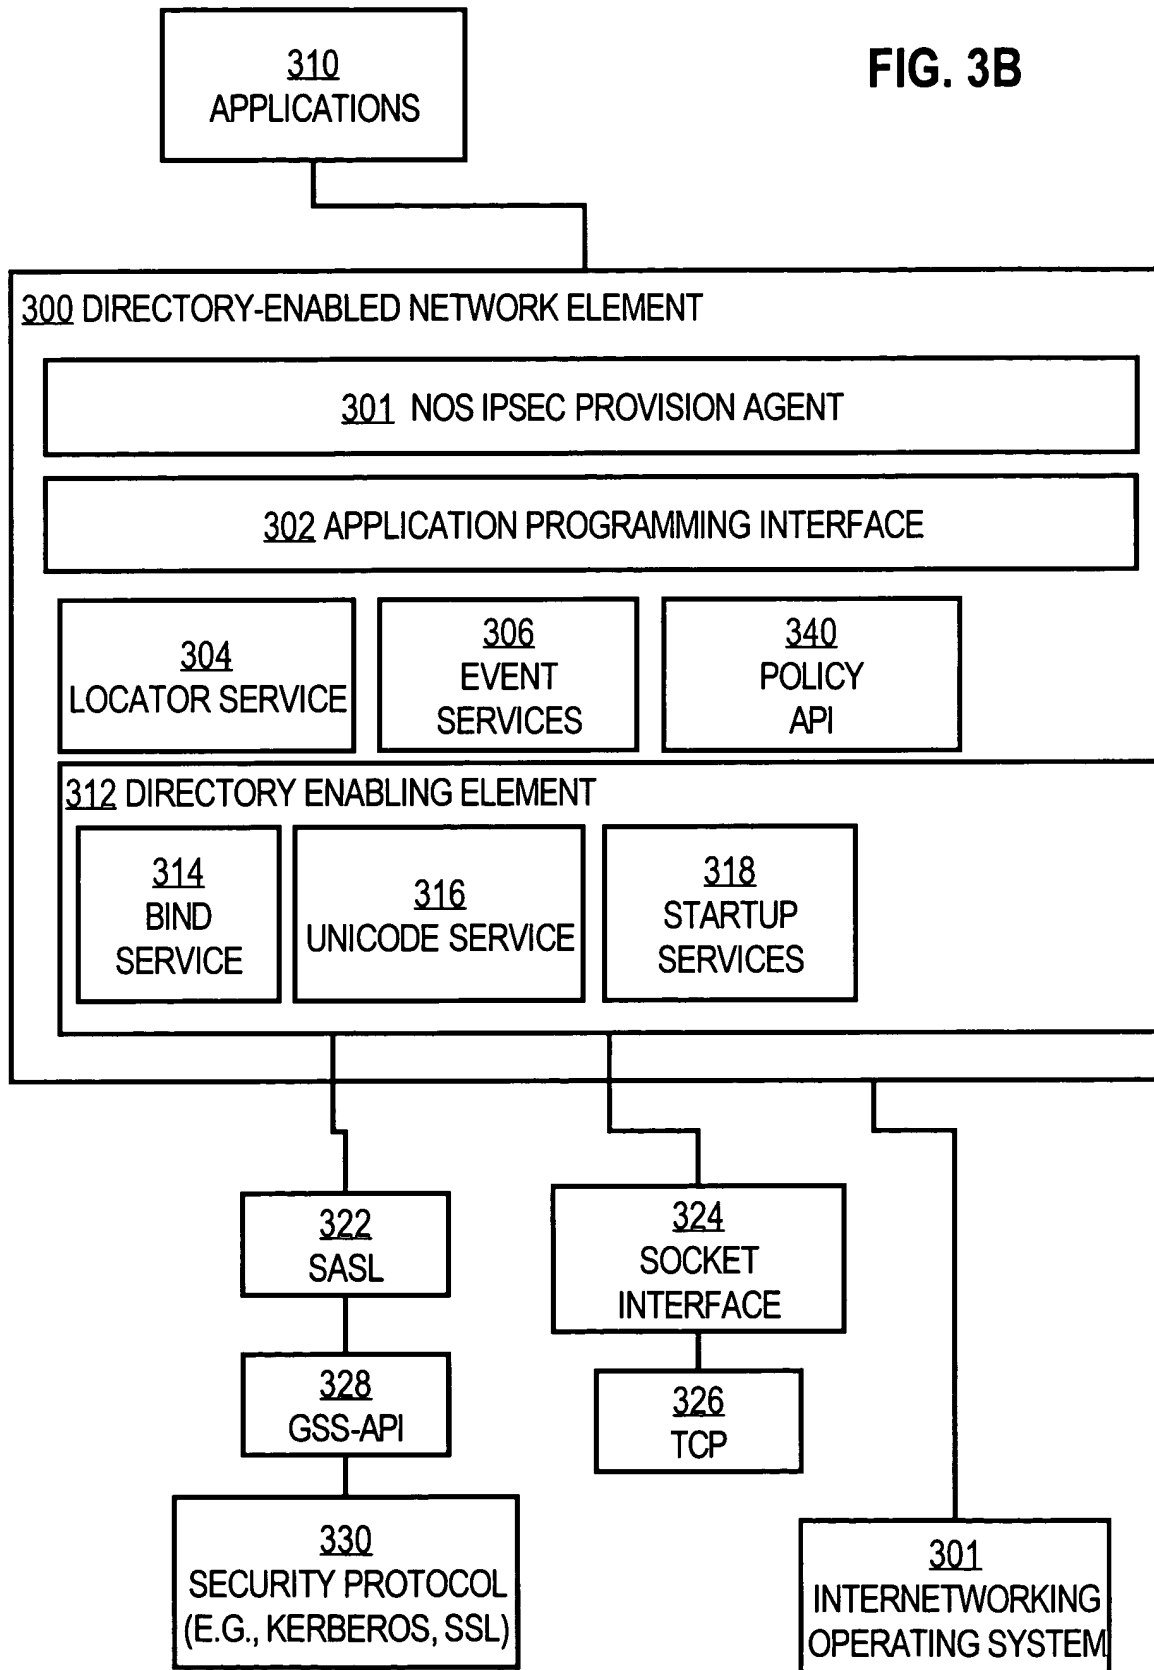 FIG. 3B
310
APPLICATIONS
300 DIRECTORY-ENABLED NETWORK ELEMENT
301 NOS IPSEC PROVISION AGENT
302 APPLICATION PROGRAMMING INTERFACE
304
LOCATOR SERVICE
306
EVENT
SERVICES
340
POLICY
API
312 DIRECTORY ENABLING ELEMENT
314
BIND
SERVICE
316
UNICODE SERVICE
318
STARTUP
SERVICES
322
SASL
324
SOCKET
INTERFACE
328
GSS-API
326
TCP
330
SECURITY PROTOCOL
(E.G., KERBEROS, SSL)
301
INTERNETWORKING
OPERATING SYSTEM